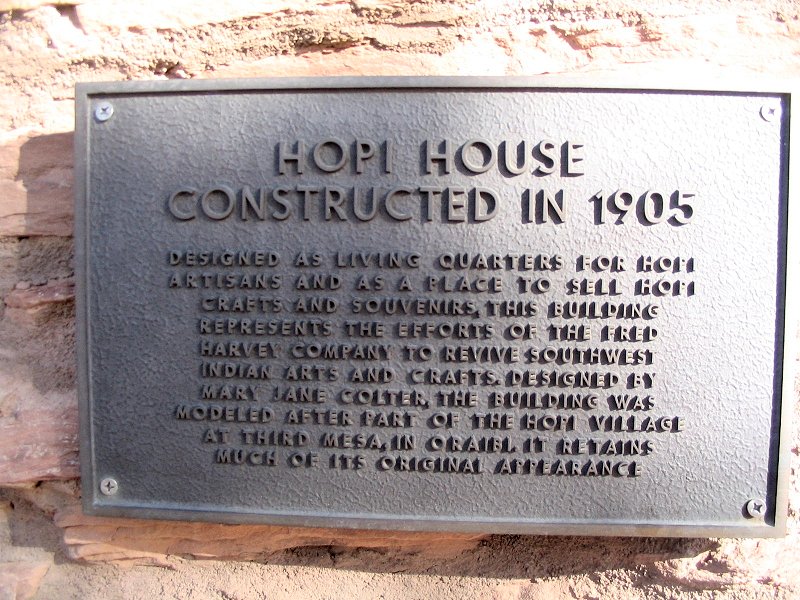 HOPI HOUSE
CONSTRUCTED IN 1905
DESIGNED AS LIVING QUARTERS FOR HOPI
ARTISANS AND AS A PLACE TO SELL HOPI
CRAFTS AND SOUVENIRS, THIS BUILDING
REPRESENTS THE EFFORTS OF THE FRED
HARVEY COMPANY TO REVIVE SOUTHWEST
INDIAN ARTS AND CRAFTS. DESIGNED BY
MARY JANE COLTER, THE BUILDING WAS
MODELED AFTER PART OF THE HOPI VILLAGE
AT THIRD MESA, IN ORAIBI. IT RETAINS
MUCH OF ITS ORIGINAL APPEARANCE